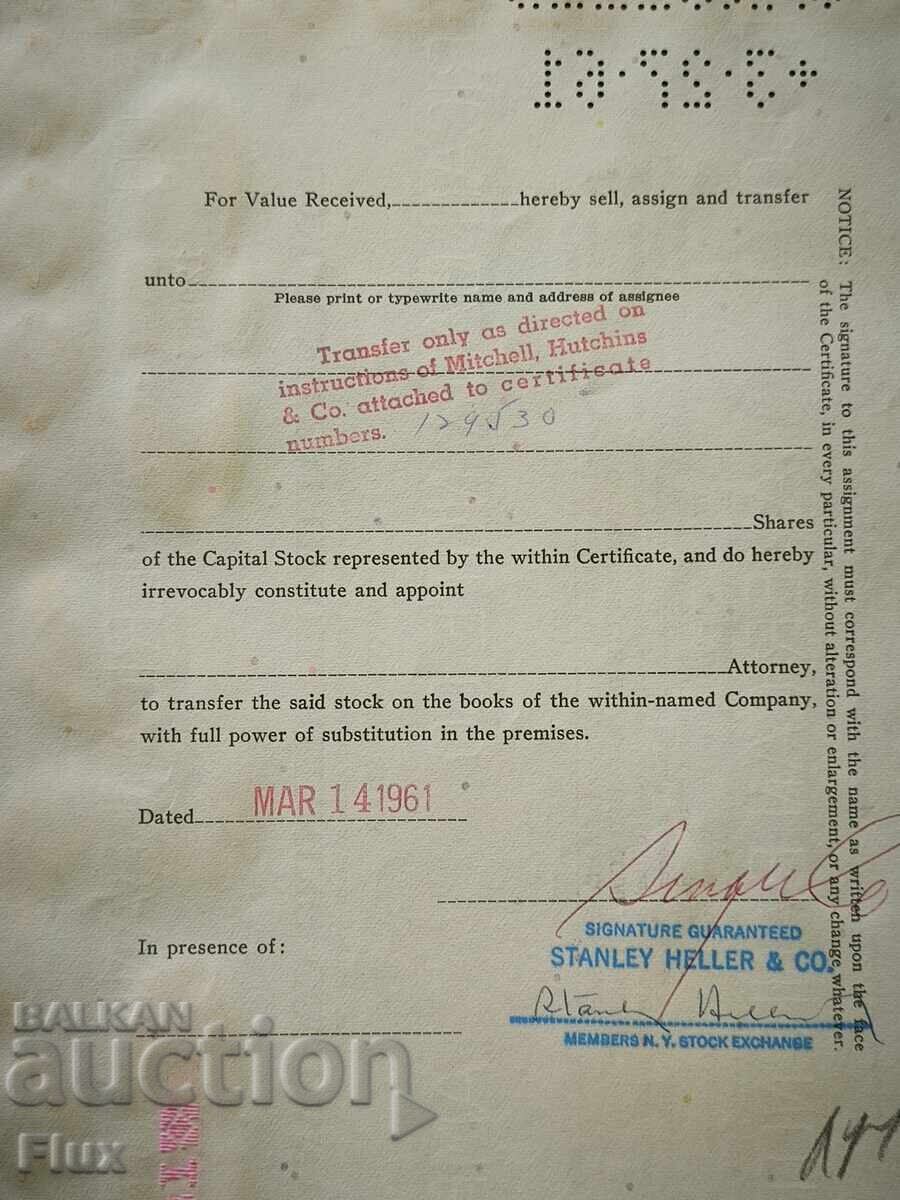 For Value Received,____________hereby sell, assign and transfer
unto
Please print or typewrite name and address of assignee
Transfer only as directed on
instructions of Mitchell, Hutchins
& Co. attached to certificate
numbers. 129530
Shares
of the Capital Stock represented by the within Certificate, and do hereby
irrevocably constitute and appoint
Attorney,
to transfer the said stock on the books of the within-named Company,
with full power of substitution in the premises.
Dated MAR 14 1961
SIGNATURE GUARANTEED
STANLEY HELLER & CO.
Stanley Heller
MEMBERS N. Y. STOCK EXCHANGE
In presence of:
NOTICE: The signature to this assignment must correspond with the name as written upon the face
of the Certificate, in every particular, without alteration or enlargement, or any change whatever.
BALKAN
auction
Flux